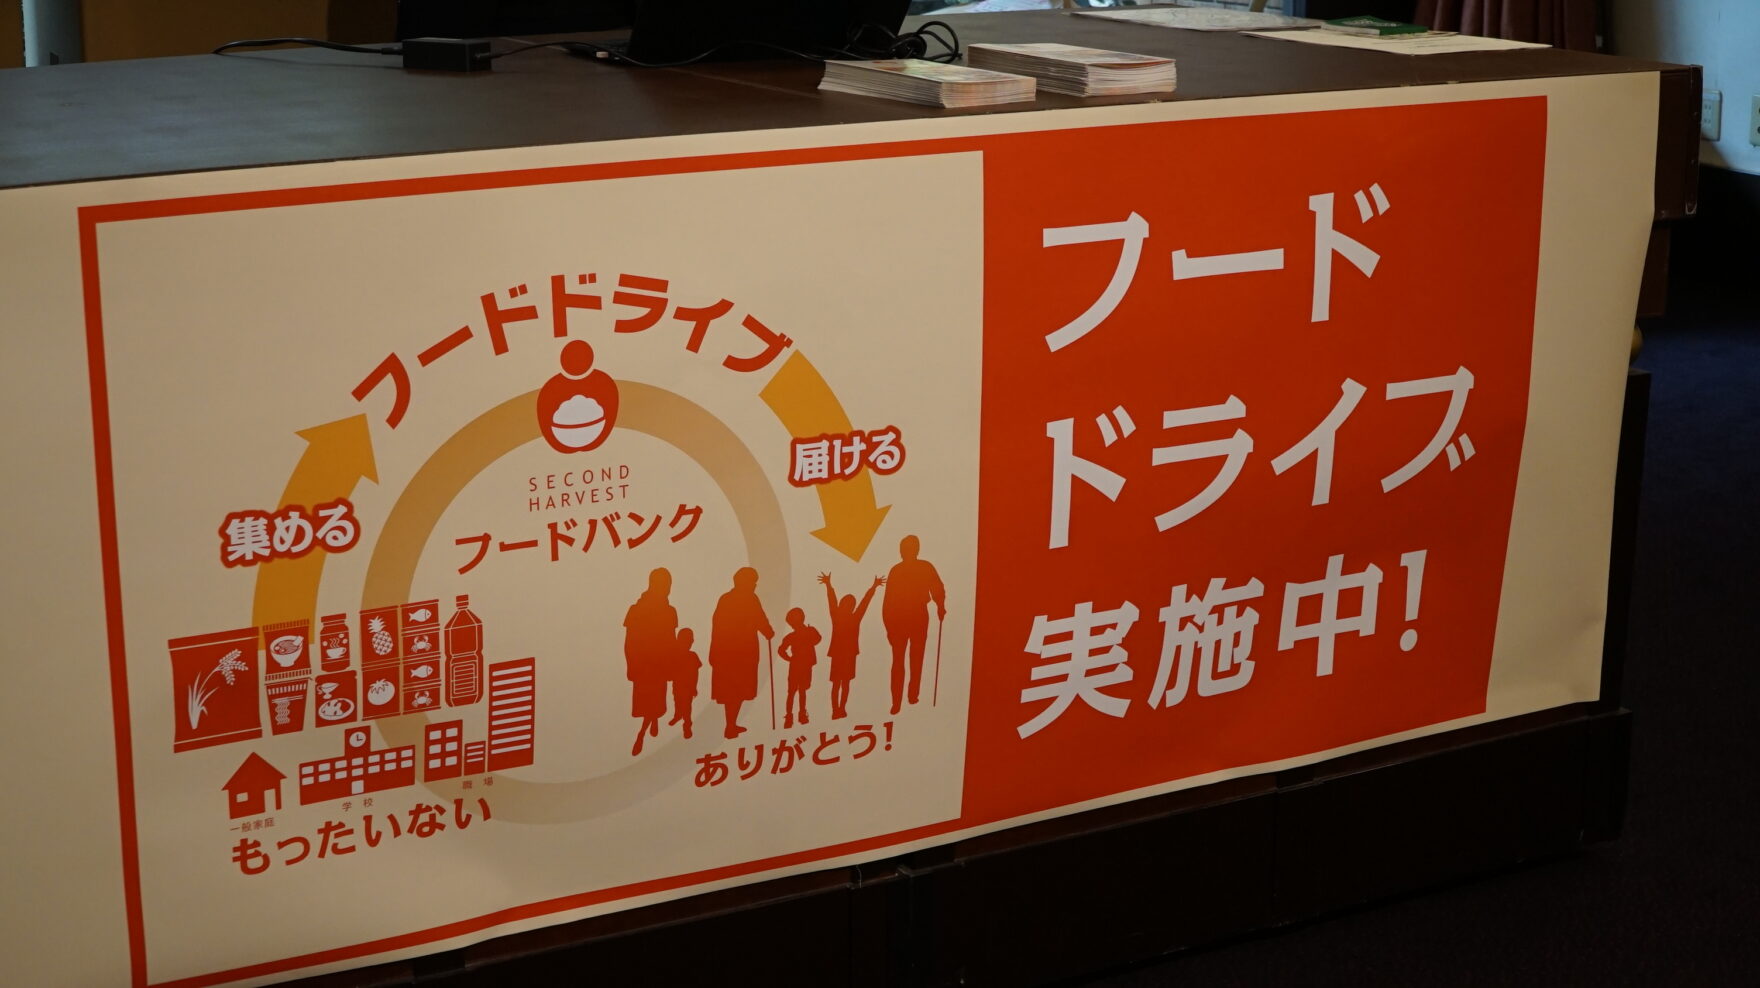 フードドライブ
集める
届ける
SECOND
HARVEST
フードバンク
一般家庭
学校
職場
もったいない
ありがとう!
フード
ドライブ
実施中!